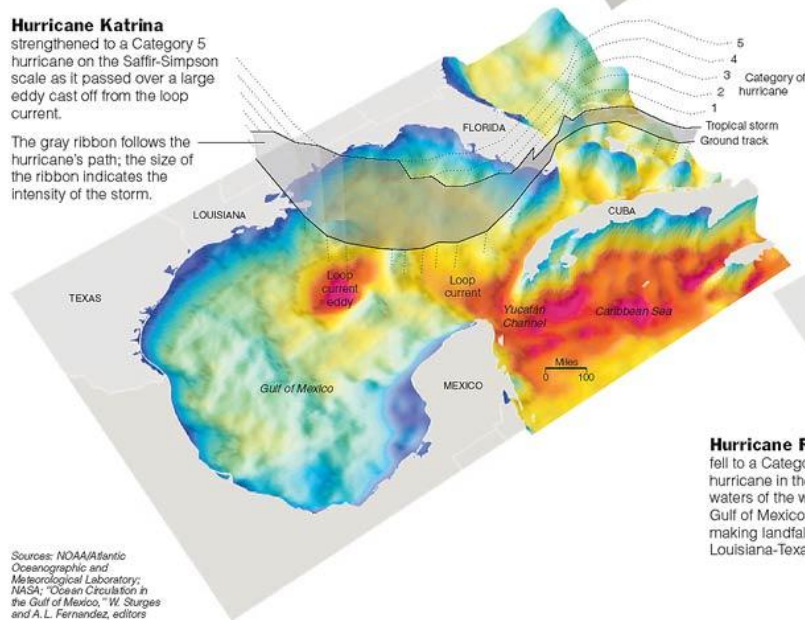 Hurricane Katrina
strengthened to a Category 5
hurricane on the Saffir-Simpson
scale as it passed over a large
eddy cast off from the loop
current.
The gray ribbon follows the
hurricane's path; the size of
the ribbon indicates the
intensity of the storm.
5
4
3
2
1
Category of
hurricane
Tropical storm
Ground track
FLORIDA
LOUISIANA
CUBA
TEXAS
Loop
current
eddy
Loop
current
Yucatán
Channel
Caribbean Sea
Miles
0 100
Gulf of Mexico
MEXICO
Hurricane
fell to a
hurricane in the
waters of the
Gulf of Mexico
making
Sources: NOAA/Atlantic
Oceanographic and
Meteorological Laboratory;
NASA; "Ocean Circulation in
the Gulf of Mexico," W. Sturges
and A.L. Fernandez, editors